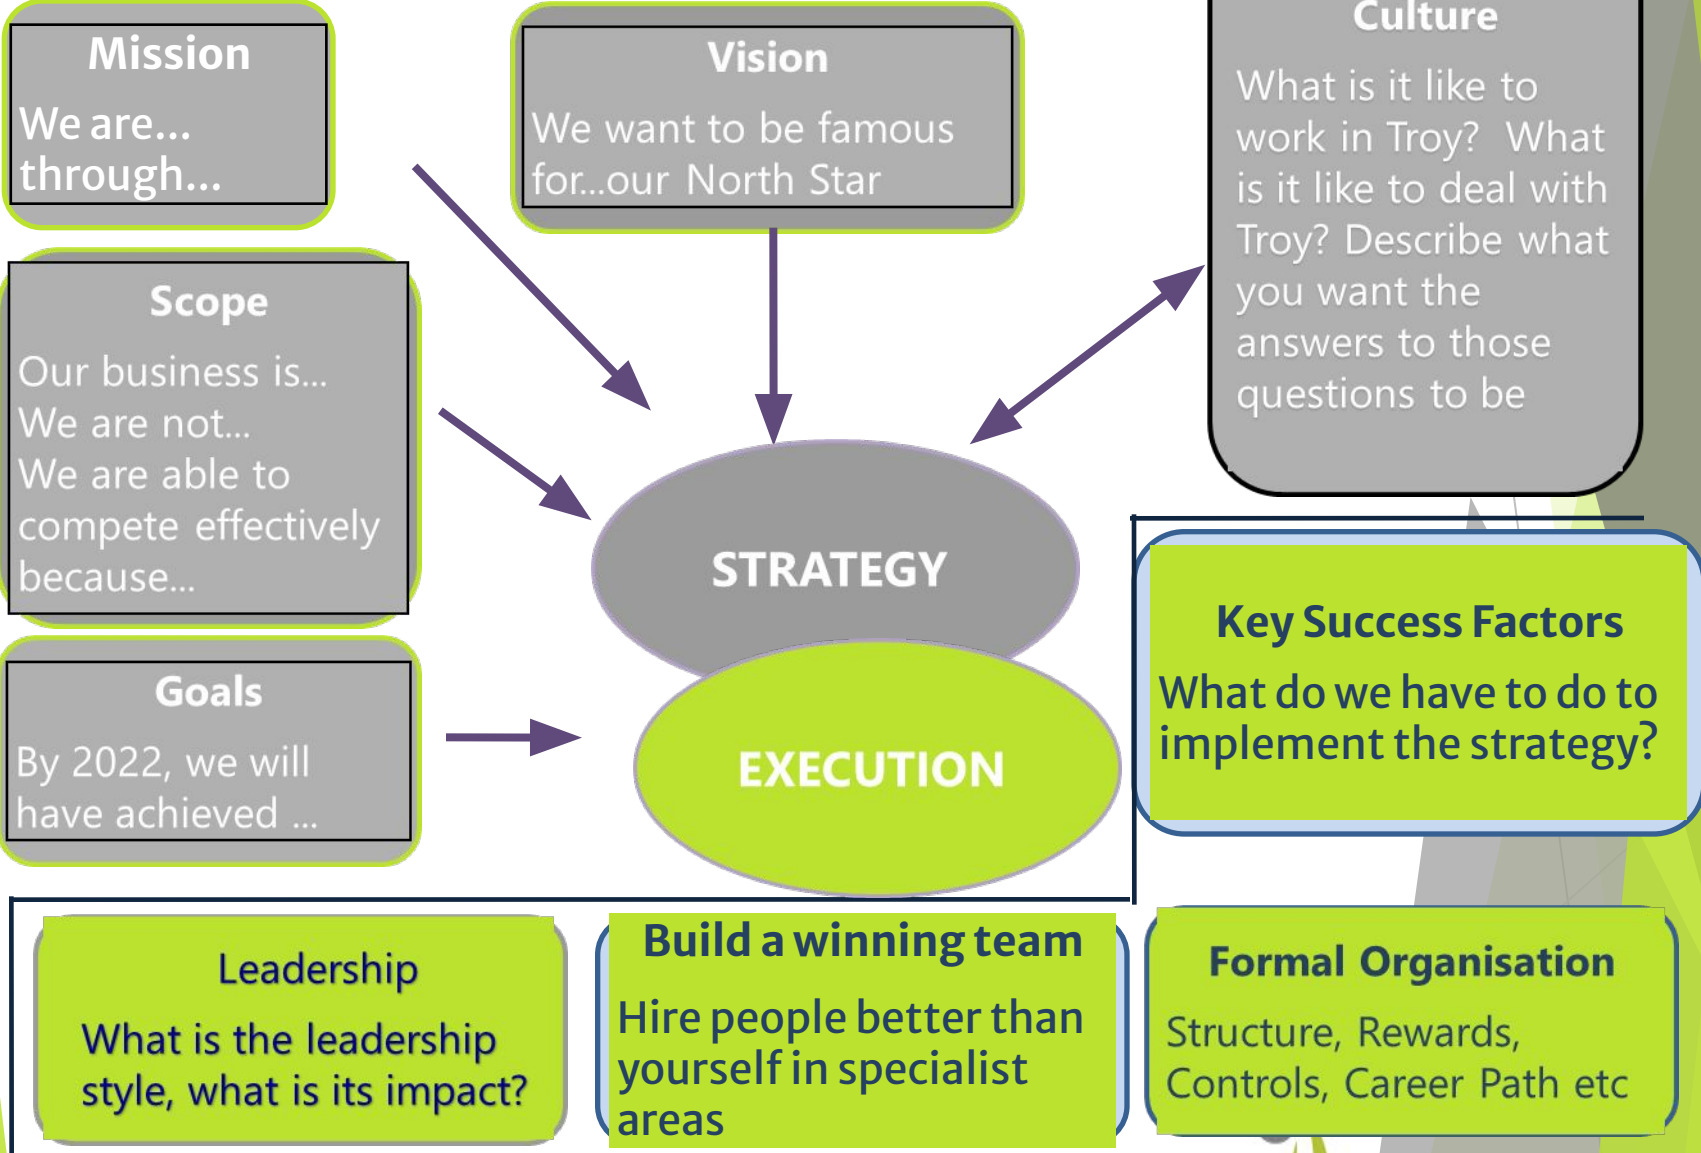 Mission
We are...
through...
Vision
We want to be famous
for...our North Star
Culture
What is it like to
work in Troy?  What
is it like to deal with
Troy? Describe what
you want the
answers to those
questions to be
Scope
Our business is...
We are not...
We are able to
compete effectively
because...
STRATEGY
Key Success Factors
What do we have to do to
implement the strategy?
Goals
By 2022, we will
have achieved ...
EXECUTION
Leadership
What is the leadership
style, what is its impact?
Build a winning team
Hire people better than
yourself in specialist
areas
Formal Organisation
Structure, Rewards,
Controls, Career Path etc